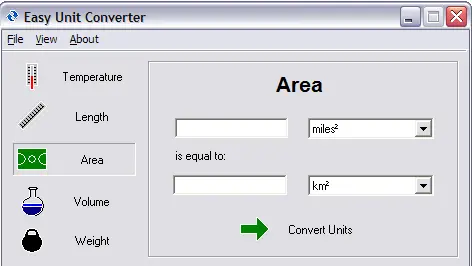 Easy Unit Converter
File View About
Temperature
Length
Area
Volume
Weight
Area
miles²
is equal to:
km²
Convert Units